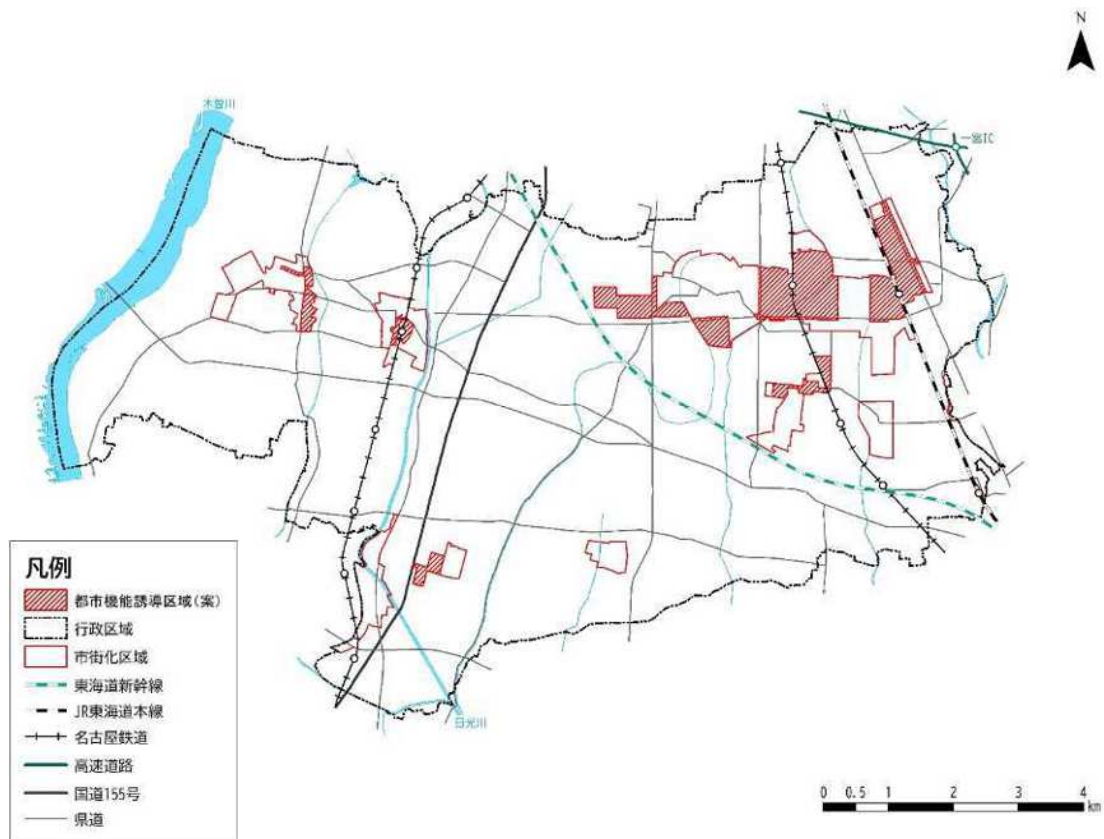 N
木曽川
一宮IC
日光川
凡例
都市機能誘導区域(案)
行政区域
市街化区域
東海道新幹線
JR東海道本線
名古屋鉄道
高速道路
国道155号
県道
0 0.5 1 2 3 4
km